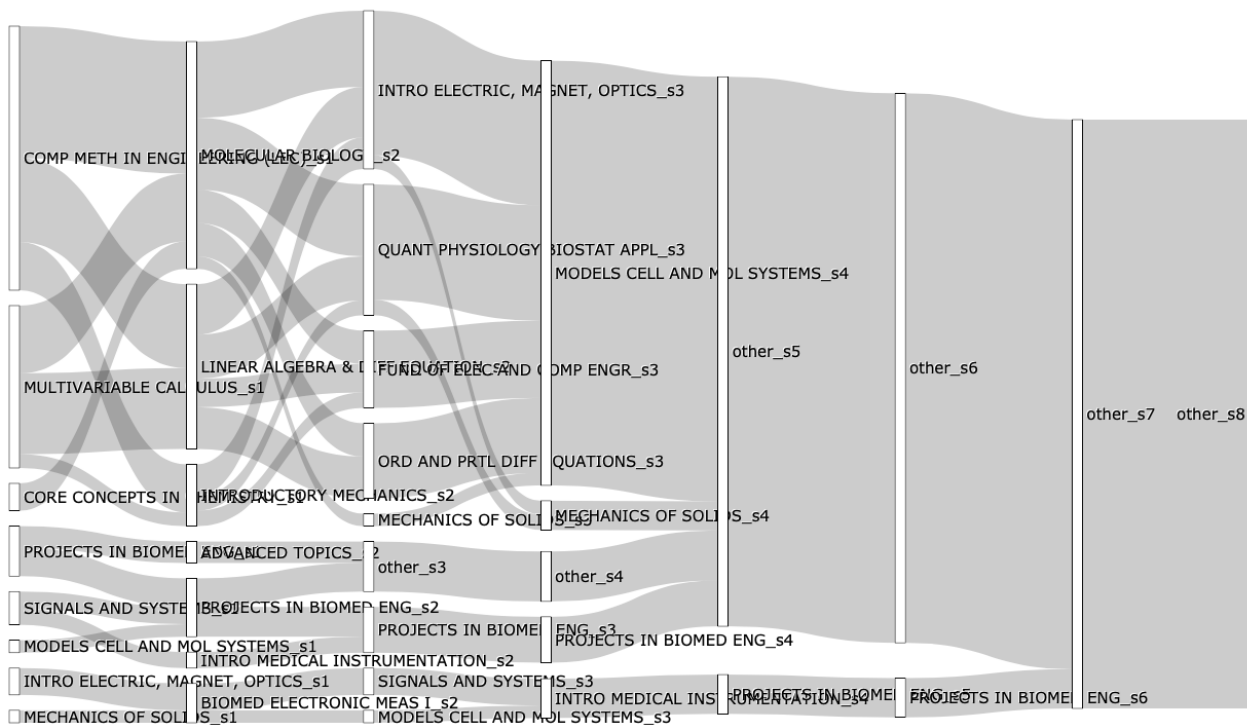 COMP METH IN ENGINEERING (LEC)_s1
MULTIVARIABLE CALCULUS_s1
CORE CONCEPTS IN CHEMISTRY_s1
PROJECTS IN BIOMED ENG_s1
SIGNALS AND SYSTEMS_s1
MODELS CELL AND MOL SYSTEMS_s1
INTRO ELECTRIC, MAGNET, OPTICS_s1
MECHANICS OF SOLIDS_s1
MOLECULAR BIOLOGY_s2
LINEAR ALGEBRA & DIFF EQUATION_s2
INTRODUCTORY MECHANICS_s2
ADVANCED TOPICS_s2
PROJECTS IN BIOMED ENG_s2
INTRO MEDICAL INSTRUMENTATION_s2
BIOMED ELECTRONIC MEAS I_s2
INTRO ELECTRIC, MAGNET, OPTICS_s3
QUANT PHYSIOLOGY BIOSTAT APPL_s3
FUND OF ELEC AND COMP ENGR_s3
ORD AND PRTL DIFF EQUATIONS_s3
MECHANICS OF SOLIDS_s3
other_s3
PROJECTS IN BIOMED ENG_s3
SIGNALS AND SYSTEMS_s3
MODELS CELL AND MOL SYSTEMS_s3
MODELS CELL AND MOL SYSTEMS_s4
MECHANICS OF SOLIDS_s4
other_s4
PROJECTS IN BIOMED ENG_s4
INTRO MEDICAL INSTRUMENTATION_s4
other_s5
PROJECTS IN BIOMED ENG_s5
other_s6
PROJECTS IN BIOMED ENG_s6
other_s7
other_s8